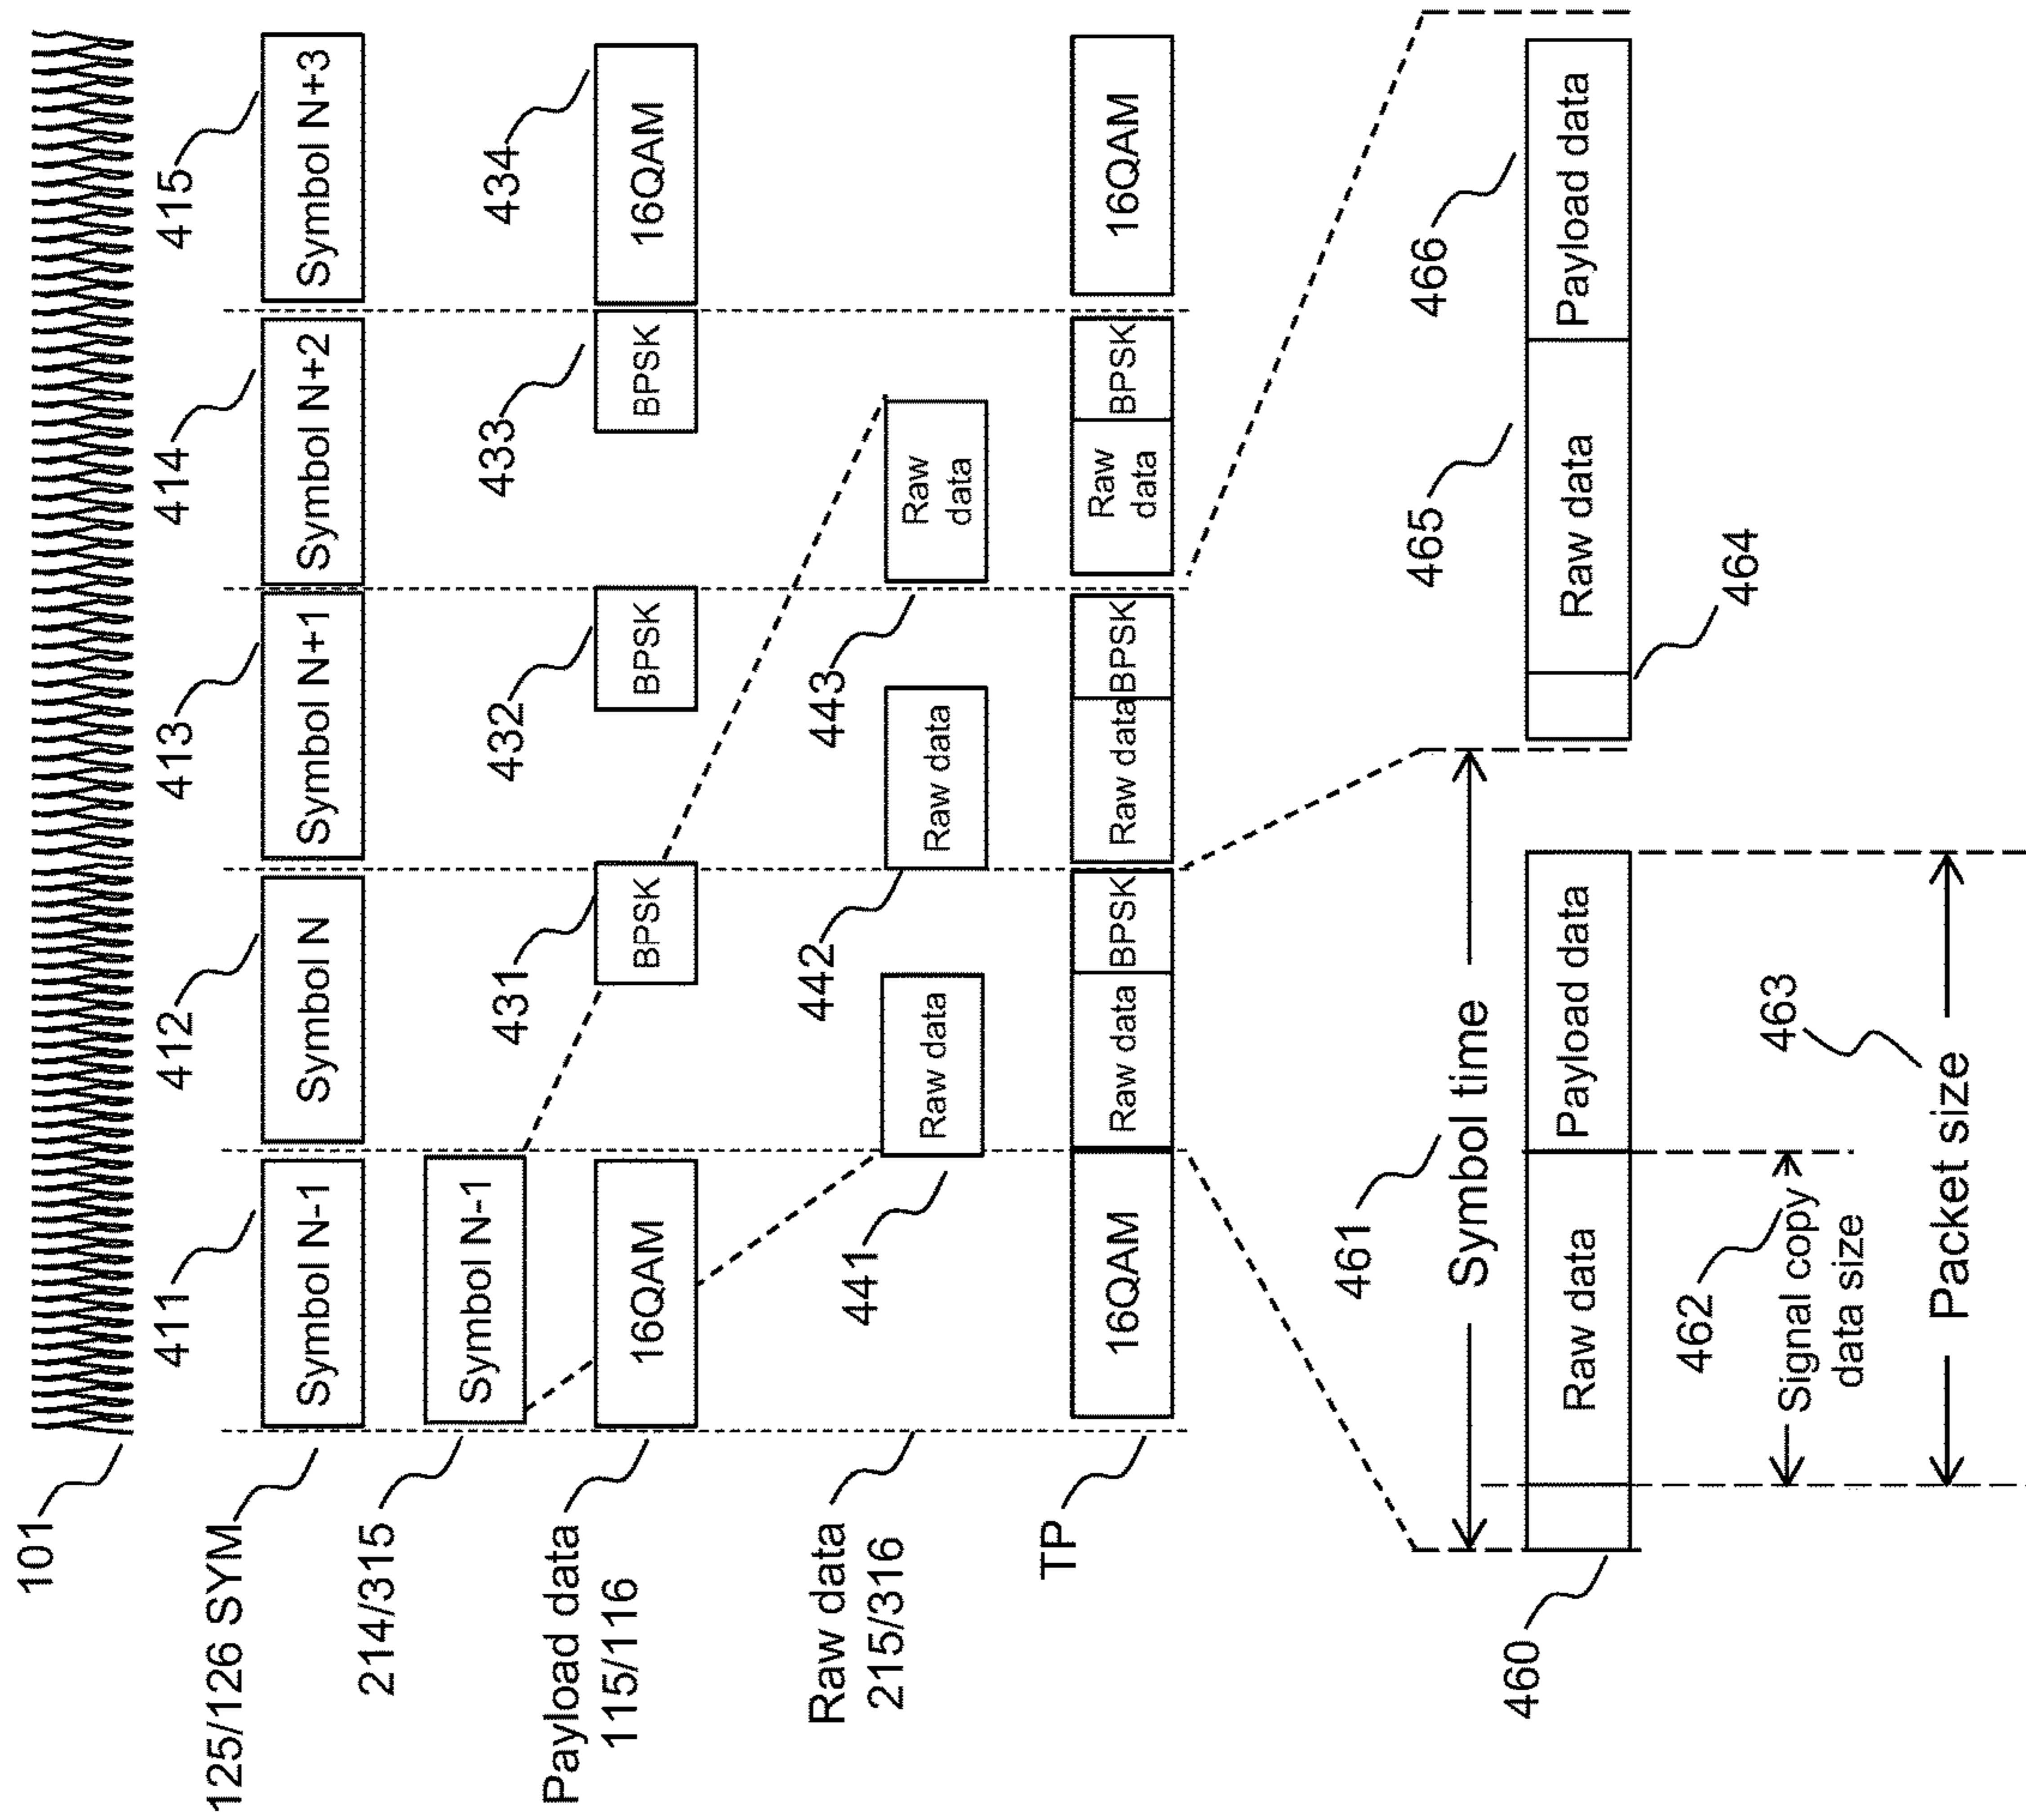 101
125/126 SYM
411
Symbol N-1
412
Symbol N
413
Symbol N+1
414
Symbol N+2
415
Symbol N+3
214/315
Symbol N-1
Payload data
115/116
16QAM
431
BPSK
432
BPSK
433
BPSK
434
16QAM
Raw data
215/316
441
Raw data
442
Raw data
443
Raw
data
TP
16QAM
Raw data
BPSK
Raw data
BPSK
Raw
data
BPSK
16QAM
461
Symbol time
460
Raw data
Payload data
464
465
Raw data
466
Payload data
462
Signal copy
data size
463
Packet size